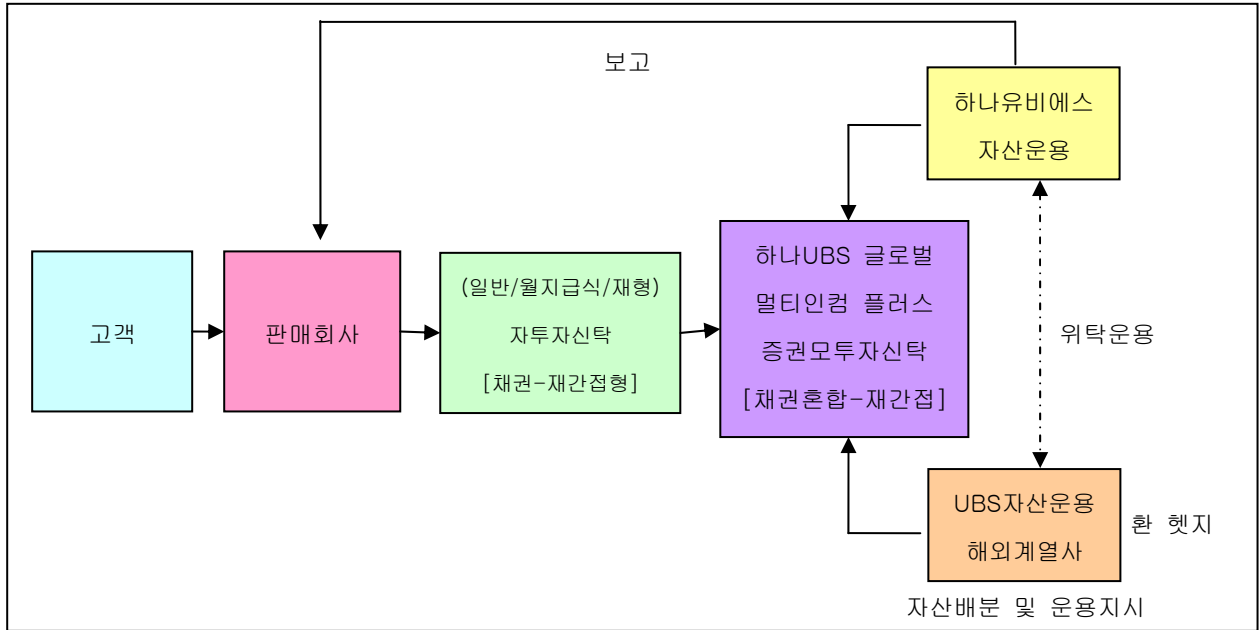 보고
하나유비에스
자산운용
고객
판매회사
(일반/월지급식/재형)
자투자신탁
[채권-재간접형]
하나UBS 글로벌
멀티인컴 플러스
증권모투자신탁
[채권혼합-재간접]
위탁운용
UBS자산운용
해외계열사
환 헷지
자산배분 및 운용지시